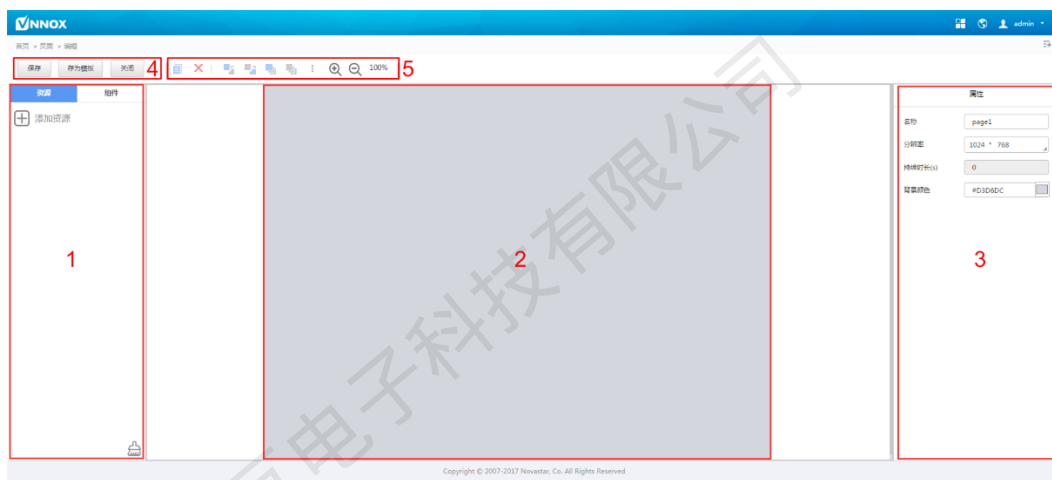 VNNOX
admin
首页 > 页面 > 编辑
保存 存为模板 关闭 4
100% 5
资源 组件
添加资源
1
2
属性
名称 page1
分辨率 1024 * 768
持续时长(s) 0
背景颜色 #D3D6DC
3
电子科技有限公司
Copyright © 2007-2017 Novastar, Co. All Rights Reserved